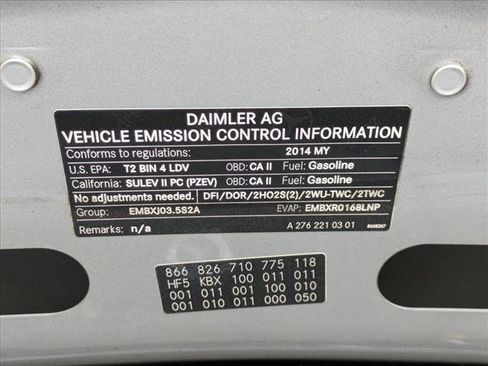 DAIMLER AG
VEHICLE EMISSION CONTROL INFORMATION
Conforms to regulations: 2014 MY
U.S. EPA: T2 BIN 4 LDV OBD: CA II Fuel: Gasoline
California: SULEV II PC (PZEV) OBD: CA II Fuel: Gasoline
No adjustments needed. DFI/DOR/2HO2S(2)/2WU-TWC/2TWC
Group: EMBXJ03.5S2A EVAP: EMBXR0168LNP
Remarks: n/a A 276 221 03 01
866 826 710 775 118
HF5 KBX 100 011 011
001 011 001 100 010
001 010 011 000 050